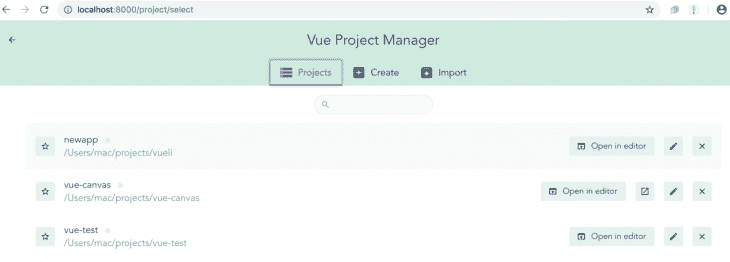 localhost:8000/project/select
Vue Project Manager
Projects Create Import
newapp
/Users/mac/projects/vueli
Open in editor
vue-canvas
/Users/mac/projects/vue-canvas
Open in editor
vue-test
/Users/mac/projects/vue-test
Open in editor